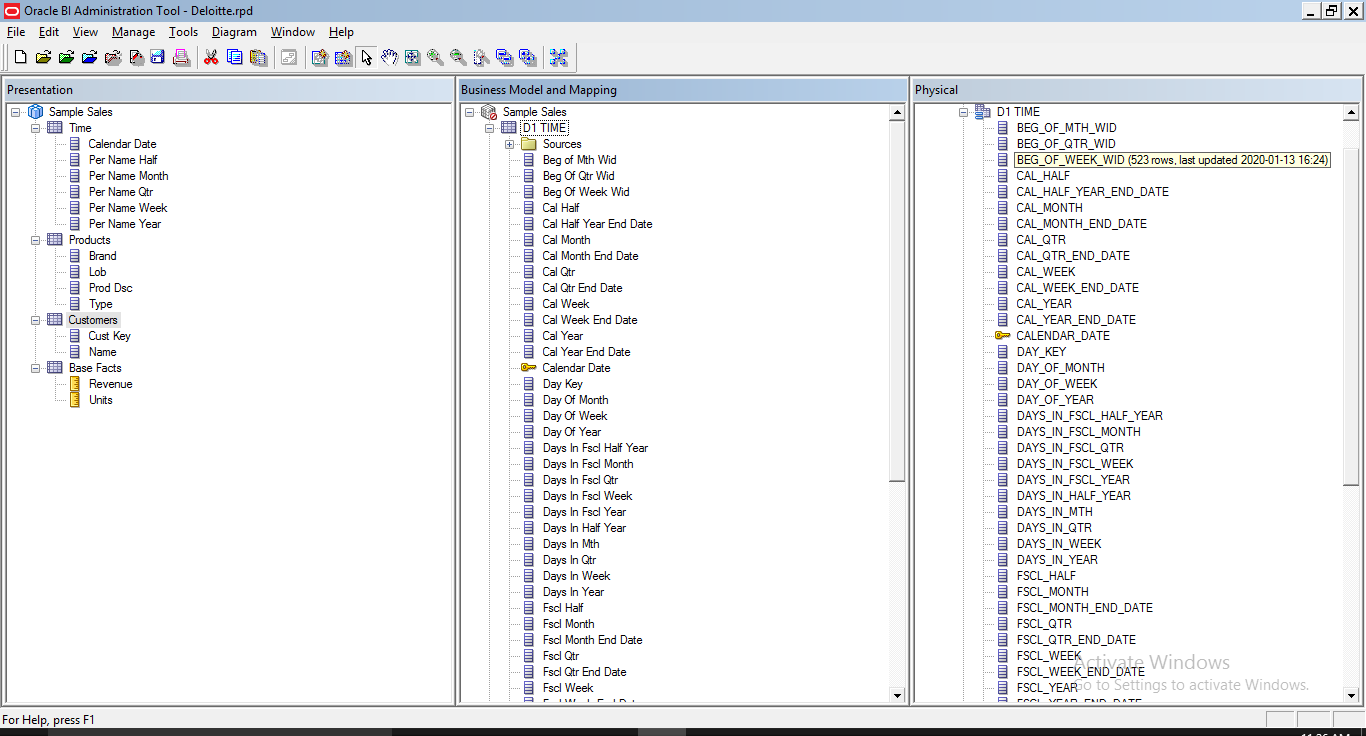 Oracle BI Administration Tool - Deloitte.rpd
File Edit View Manage Tools Diagram Window Help
Presentation
Sample Sales
Time
Calendar Date
Per Name Half
Per Name Month
Per Name Qtr
Per Name Week
Per Name Year
Products
Brand
Lob
Prod Dsc
Type
Customers
Cust Key
Name
Base Facts
Revenue
Units
Business Model and Mapping
Sample Sales
D1 TIME
Sources
Beg of Mth Wid
Beg Of Qtr Wid
Beg Of Week Wid
Cal Half
Cal Half Year End Date
Cal Month
Cal Month End Date
Cal Qtr
Cal Qtr End Date
Cal Week
Cal Week End Date
Cal Year
Cal Year End Date
Calendar Date
Day Key
Day Of Month
Day Of Week
Day Of Year
Days In Fscl Half Year
Days In Fscl Month
Days In Fscl Qtr
Days In Fscl Week
Days In Fscl Year
Days In Half Year
Days In Mth
Days In Qtr
Days In Week
Days In Year
Fscl Half
Fscl Month
Fscl Month End Date
Fscl Qtr
Fscl Qtr End Date
Fscl Week
Physical
D1 TIME
BEG_OF_MTH_WID
BEG_OF_QTR_WID
BEG_OF_WEEK_WID (523 rows, last updated 2020-01-13 16:24)
CAL_HALF
CAL_HALF_YEAR_END_DATE
CAL_MONTH
CAL_MONTH_END_DATE
CAL_QTR
CAL_QTR_END_DATE
CAL_WEEK
CAL_WEEK_END_DATE
CAL_YEAR
CAL_YEAR_END_DATE
CALENDAR_DATE
DAY_KEY
DAY_OF_MONTH
DAY_OF_WEEK
DAY_OF_YEAR
DAYS_IN_FSCL_HALF_YEAR
DAYS_IN_FSCL_MONTH
DAYS_IN_FSCL_QTR
DAYS_IN_FSCL_WEEK
DAYS_IN_FSCL_YEAR
DAYS_IN_HALF_YEAR
DAYS_IN_MTH
DAYS_IN_QTR
DAYS_IN_WEEK
DAYS_IN_YEAR
FSCL_HALF
FSCL_MONTH
FSCL_MONTH_END_DATE
FSCL_QTR
FSCL_QTR_END_DATE
FSCL_WEEK
FSCL_WEEK_END_DATE
FSCL_YEAR
Activate Windows
Go to Settings to activate Windows.
For Help, press F1